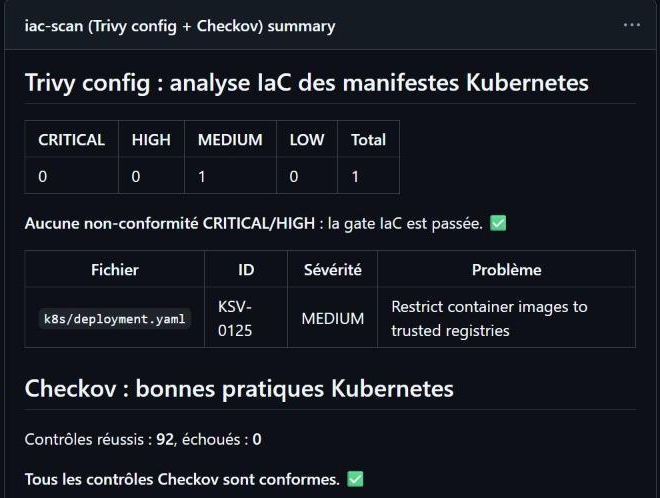 iac-scan (Trivy config + Checkov) summary
...
Trivy config : analyse IaC des manifestes Kubernetes
CRITICAL HIGH MEDIUM LOW Total
0 0 1 0 1
Aucune non-conformité CRITICAL/HIGH : la gate IaC est passée. ✅
Fichier ID Sévérité Problème
k8s/deployment.yaml KSV-0125 MEDIUM Restrict container images to trusted registries
Checkov : bonnes pratiques Kubernetes
Contrôles réussis : 92, échoués : 0
Tous les contrôles Checkov sont conformes. ✅